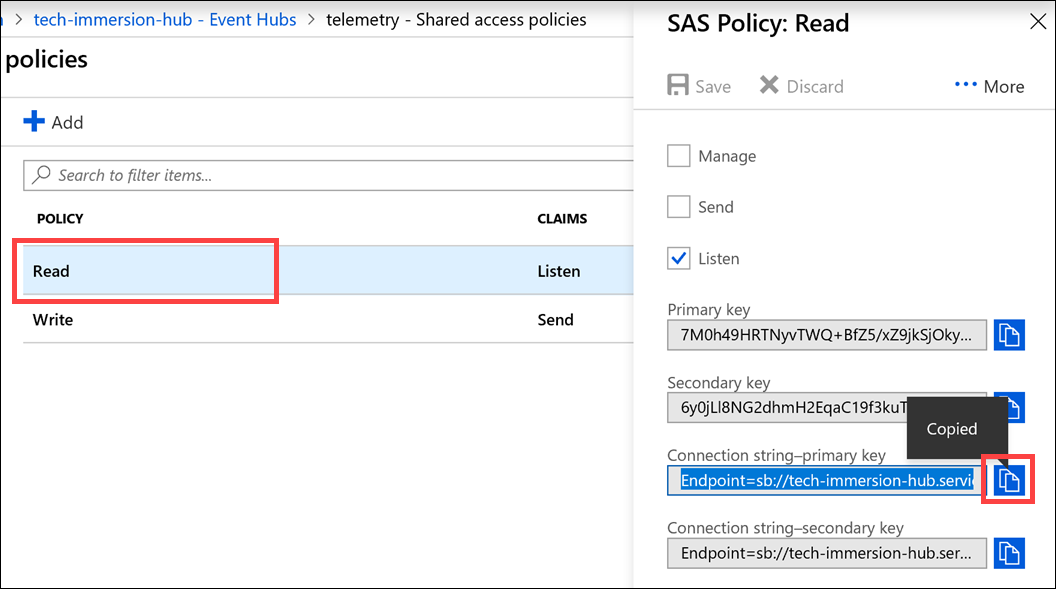 tech-immersion-hub - Event Hubs > telemetry - Shared access policies
policies
Add
Search to filter items...
POLICY CLAIMS
Read Listen
Write Send
SAS Policy: Read
Save Discard ... More
Manage
Send
Listen
Primary key
7M0h49HRTNyvTWQ+BfZ5/xZ9jkSjOky...
Secondary key
6y0jLl8NG2dhmH2EqaC19f3ku
Copied
Connection string–primary key
Endpoint=sb://tech-immersion-hub.servi
Connection string–secondary key
Endpoint=sb://tech-immersion-hub.ser...